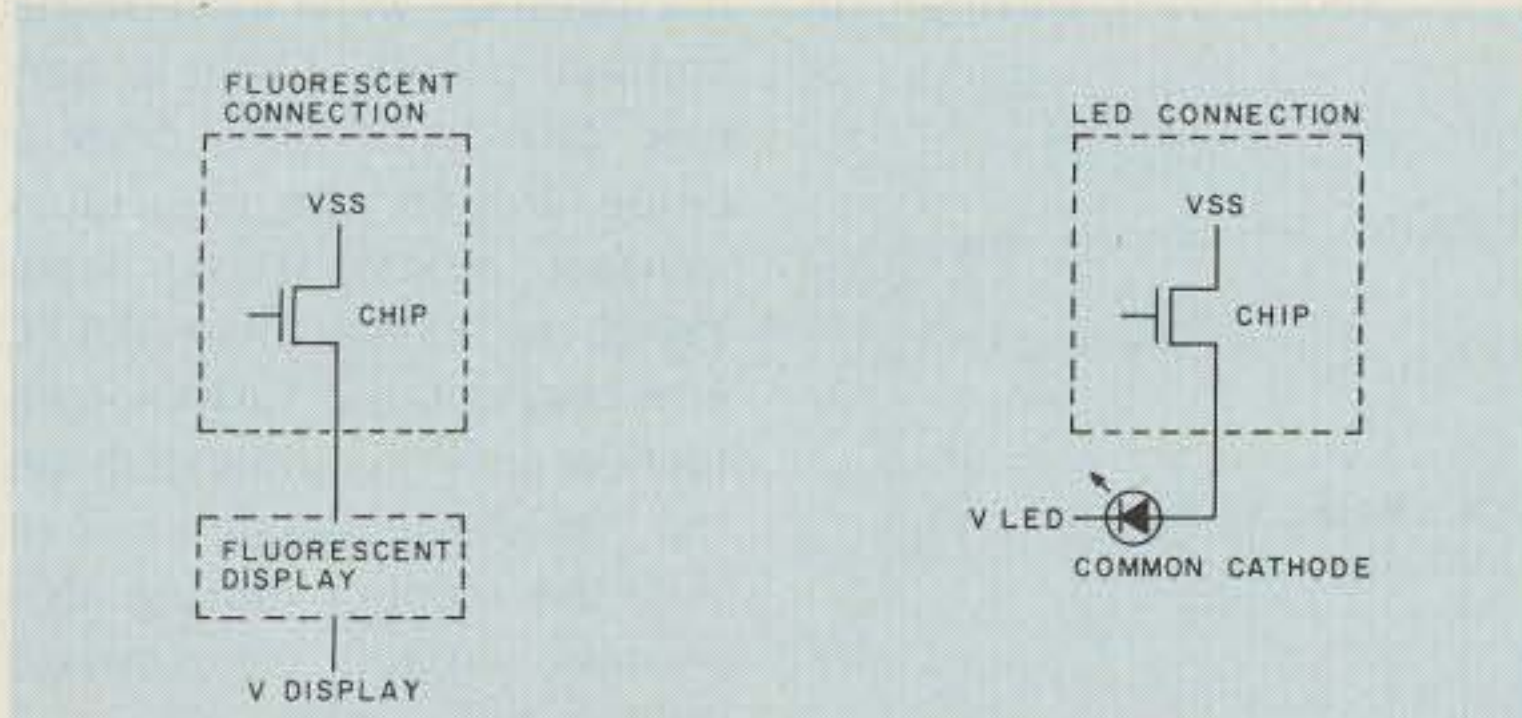 FLUORESCENT
CONNECTION
VSS
CHIP
FLUORESCENT
DISPLAY
V DISPLAY
LED CONNECTION
VSS
CHIP
V LED
COMMON CATHODE